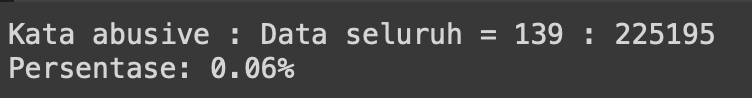 Kata abusive : Data seluruh = 139 : 225195
Persentase: 0.06%